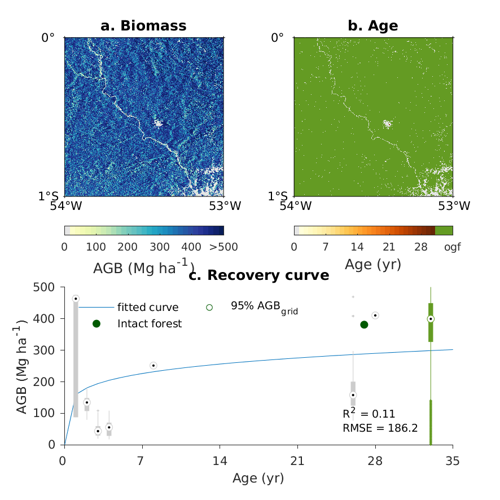 a. Biomass
b. Age
0°
0°
1°S
1°S
54°W
53°W
54°W
53°W
0 100 200 300 400 >500
0 7 14 21 28 ogf
AGB (Mg ha⁻¹)
Age (yr)
c. Recovery curve
500
400
300
200
100
0
AGB (Mg ha⁻¹)
fitted curve
95% AGB_grid
Intact forest
R² = 0.11
RMSE = 186.2
0 7 14 21 28 35
Age (yr)